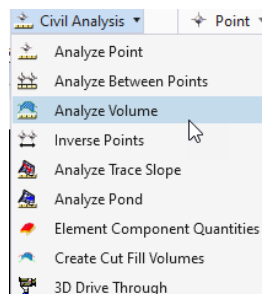 Civil Analysis Point
Analyze Point
Analyze Between Points
Analyze Volume
Inverse Points
Analyze Trace Slope
Analyze Pond
Element Component Quantities
Create Cut Fill Volumes
3D Drive Through